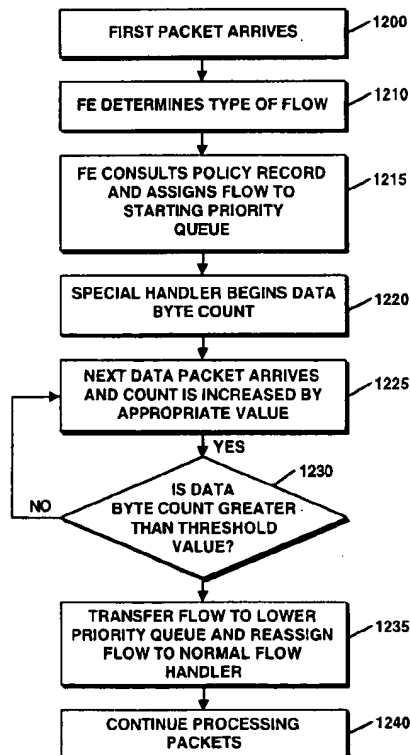 FIRST PACKET ARRIVES
1200
FE DETERMINES TYPE OF FLOW
1210
FE CONSULTS POLICY RECORD
AND ASSIGNS FLOW TO
STARTING PRIORITY
QUEUE
1215
SPECIAL HANDLER BEGINS DATA
BYTE COUNT
1220
NEXT DATA PACKET ARRIVES
AND COUNT IS INCREASED BY
APPROPRIATE VALUE
1225
YES
1230
NO
IS DATA
BYTE COUNT GREATER
THAN THRESHOLD
VALUE?
TRANSFER FLOW TO LOWER
PRIORITY QUEUE AND REASSIGN
FLOW TO NORMAL FLOW
HANDLER
1235
CONTINUE PROCESSING
PACKETS
1240